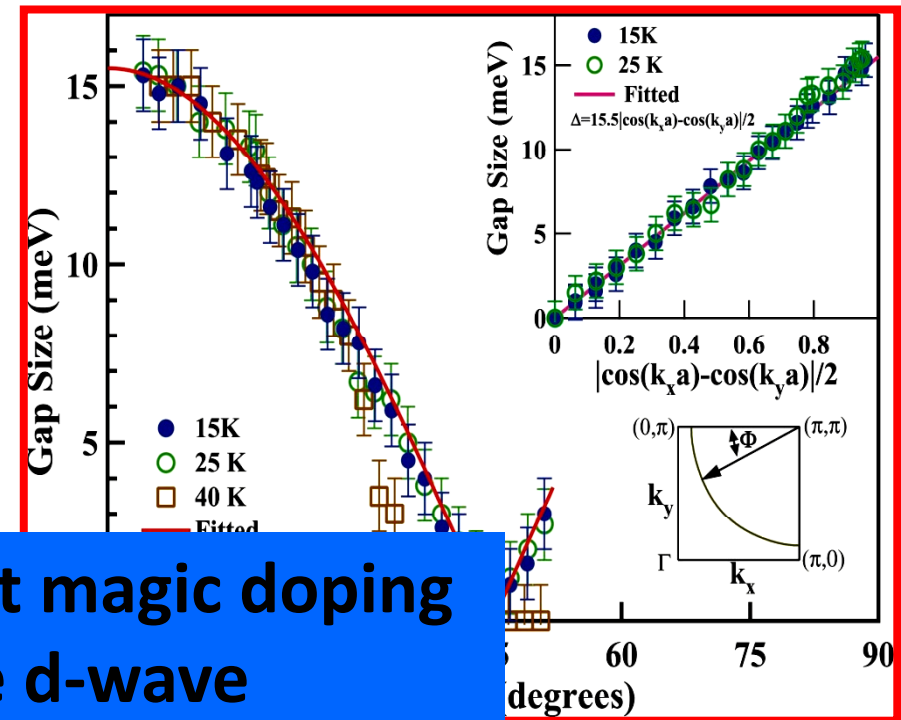 Gap Size (meV)
15
10
5
15K
25 K
40 K
Fitted
Gap Size (meV)
15
10
5
0
15K
25 K
Fitted
Δ=15.5|cos(kxa)-cos(kya)|/2
0 0.2 0.4 0.6 0.8
|cos(kxa)-cos(kya)|/2
(0,π) (π,π)
Φ
ky
Γ (π,0)
kx
60 75 90
(degrees)
t magic doping
e d-wave